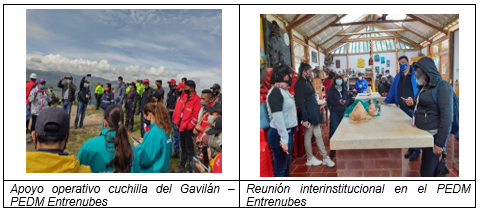 Apoyo operativo cuchilla del Gavilán –
PEDM Entrenubes
Reunión interinstitucional en el PEDM
Entrenubes